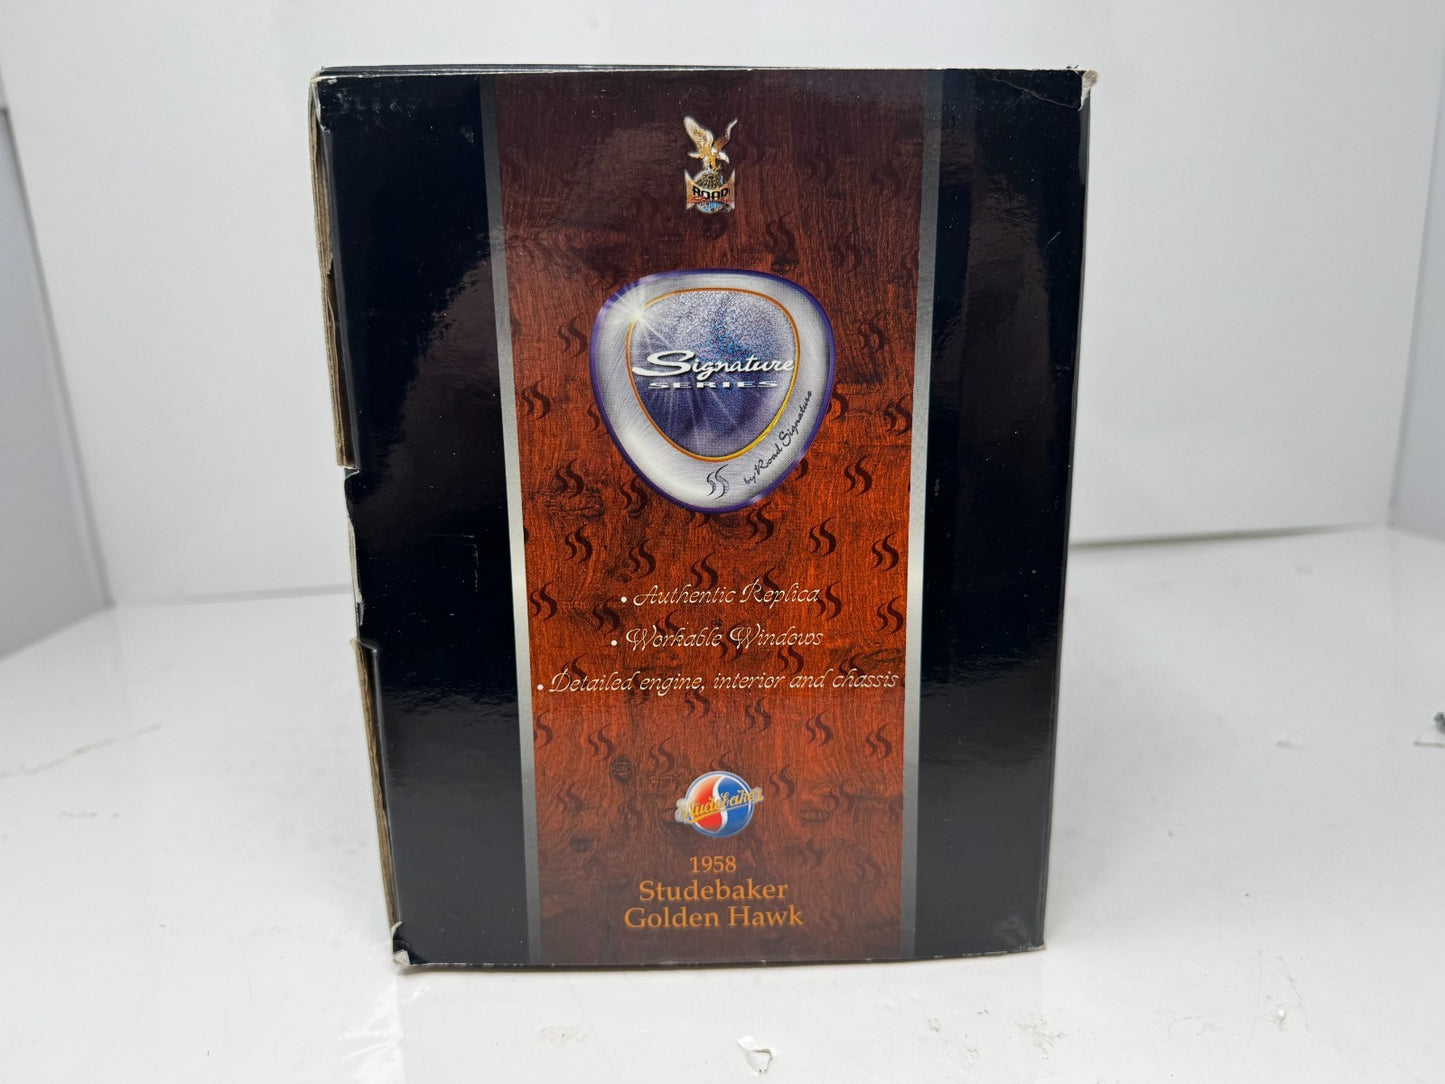 ROAD
Signature
SERIES
by Road Signature
• Authentic Replica
• Workable Windows
• Detailed engine, interior and chassis
Studebaker
1958
Studebaker
Golden Hawk